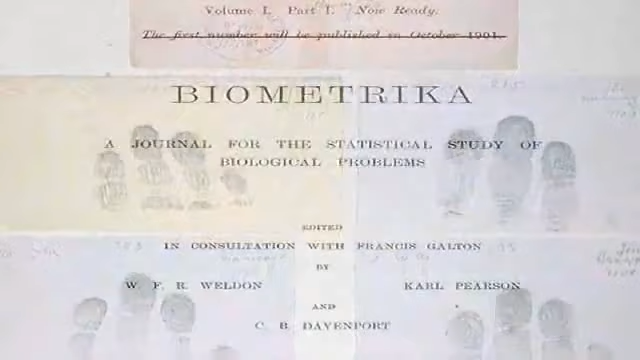 Volume I, Part I. Now Ready.
The first number will be published in October 1901.
BIOMETRIKA
A JOURNAL FOR THE STATISTICAL STUDY OF
BIOLOGICAL PROBLEMS
EDITED
IN CONSULTATION WITH FRANCIS GALTON
BY
W. F. R. WELDON KARL PEARSON
AND
C. B. DAVENPORT